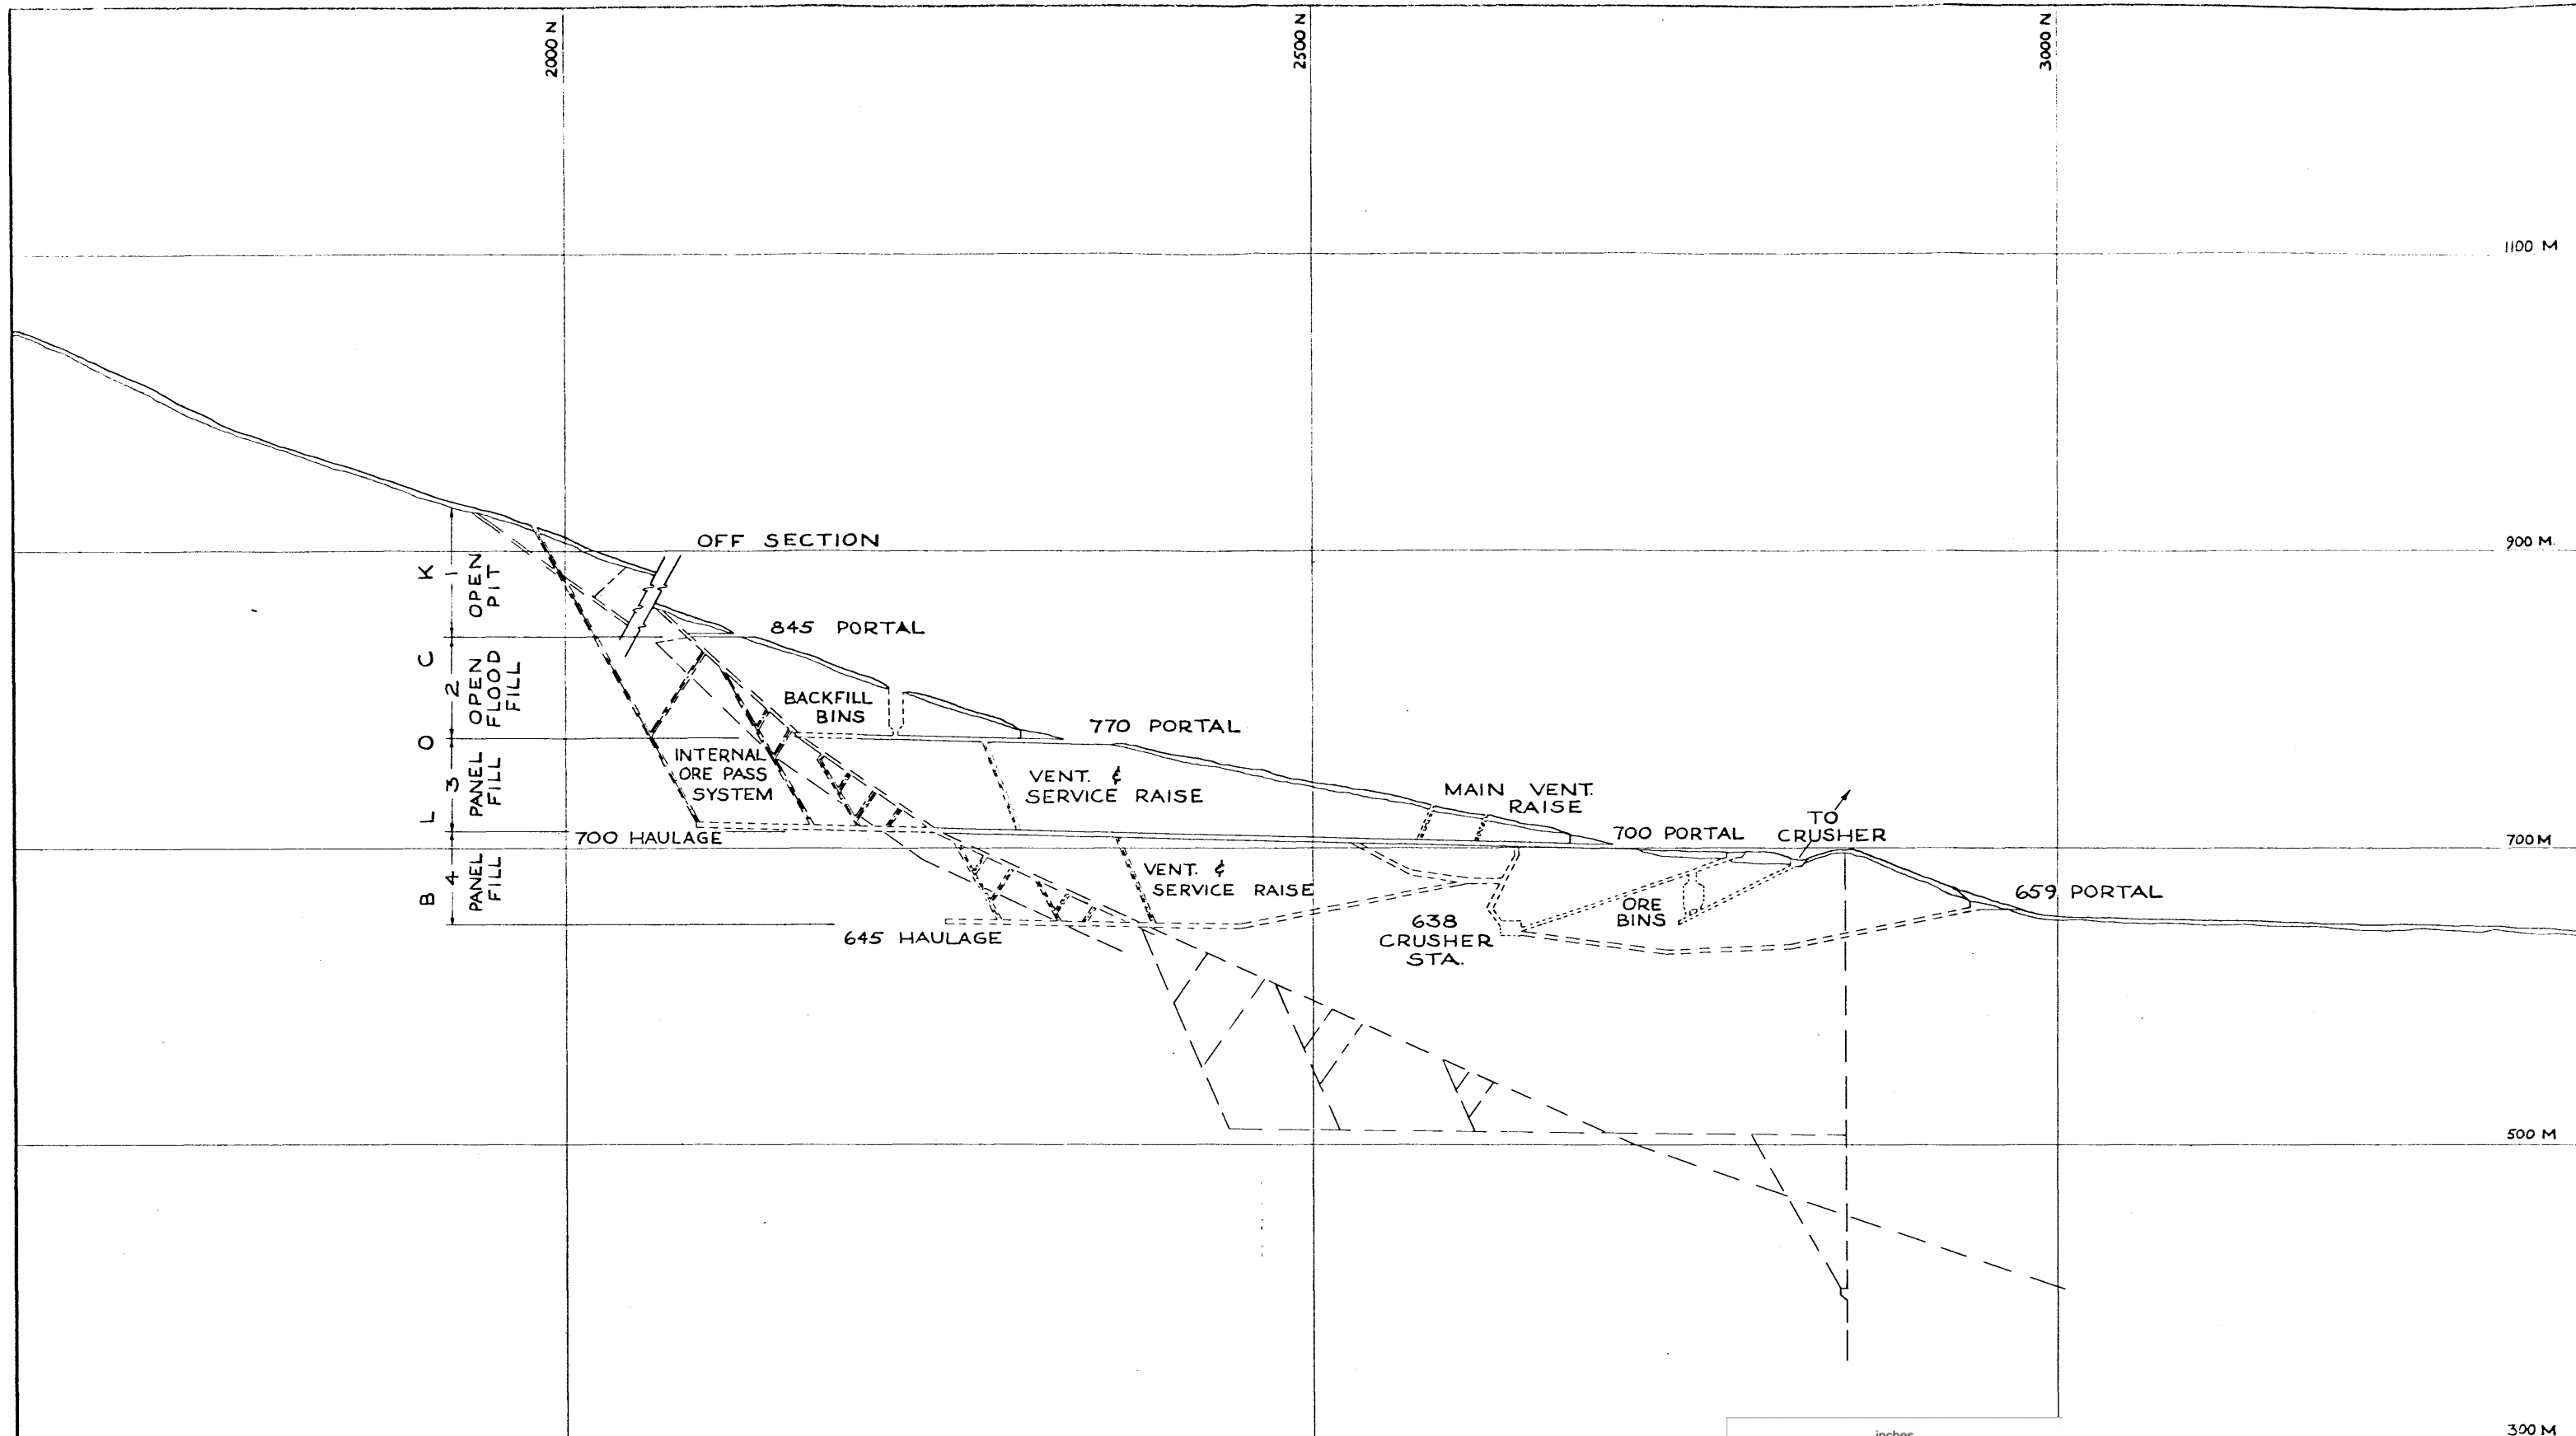 2000 N
2500 N
3000 N
1100 M
900 M.
700 M
500 M
300 M
OFF SECTION
845 PORTAL
BACKFILL
BINS
770 PORTAL
INTERNAL
ORE PASS
SYSTEM
VENT. &
SERVICE RAISE
MAIN VENT.
RAISE
700 HAULAGE
700 PORTAL
TO
CRUSHER
VENT. &
SERVICE RAISE
659 PORTAL
ORE
BINS
645 HAULAGE
638
CRUSHER
STA.
B L O C K
1
OPEN
PIT
2
OPEN
FLOOD
FILL
3
PANEL
FILL
4
PANEL
FILL
inches